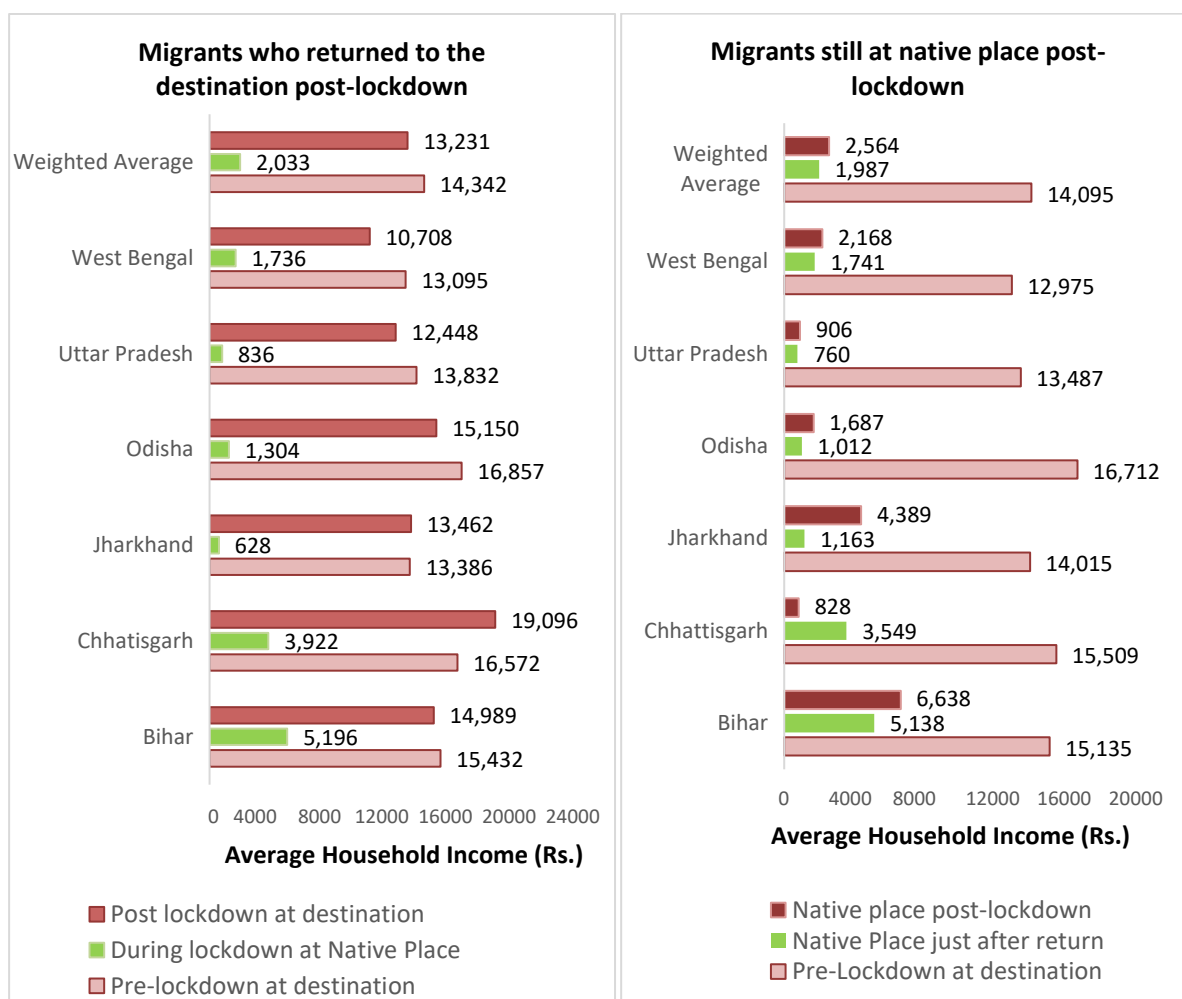 Migrants who returned to the
destination post-lockdown
13,231
Weighted Average
2,033
14,342
10,708
West Bengal
1,736
13,095
12,448
Uttar Pradesh
836
13,832
15,150
Odisha
1,304
16,857
13,462
Jharkhand
628
13,386
19,096
Chhatisgarh
3,922
16,572
14,989
Bihar
5,196
15,432
0 4000 8000 12000 16000 20000 24000
Average Household Income (Rs.)
Post lockdown at destination
During lockdown at Native Place
Pre-lockdown at destination
Migrants still at native place post-
lockdown
2,564
Weighted
Average
1,987
14,095
2,168
West Bengal
1,741
12,975
906
Uttar Pradesh
760
13,487
1,687
Odisha
1,012
16,712
4,389
Jharkhand
1,163
14,015
828
Chhattisgarh
3,549
15,509
6,638
Bihar
5,138
15,135
0 4000 8000 12000 16000 20000
Average Household Income (Rs.)
Native place post-lockdown
Native Place just after return
Pre-Lockdown at destination